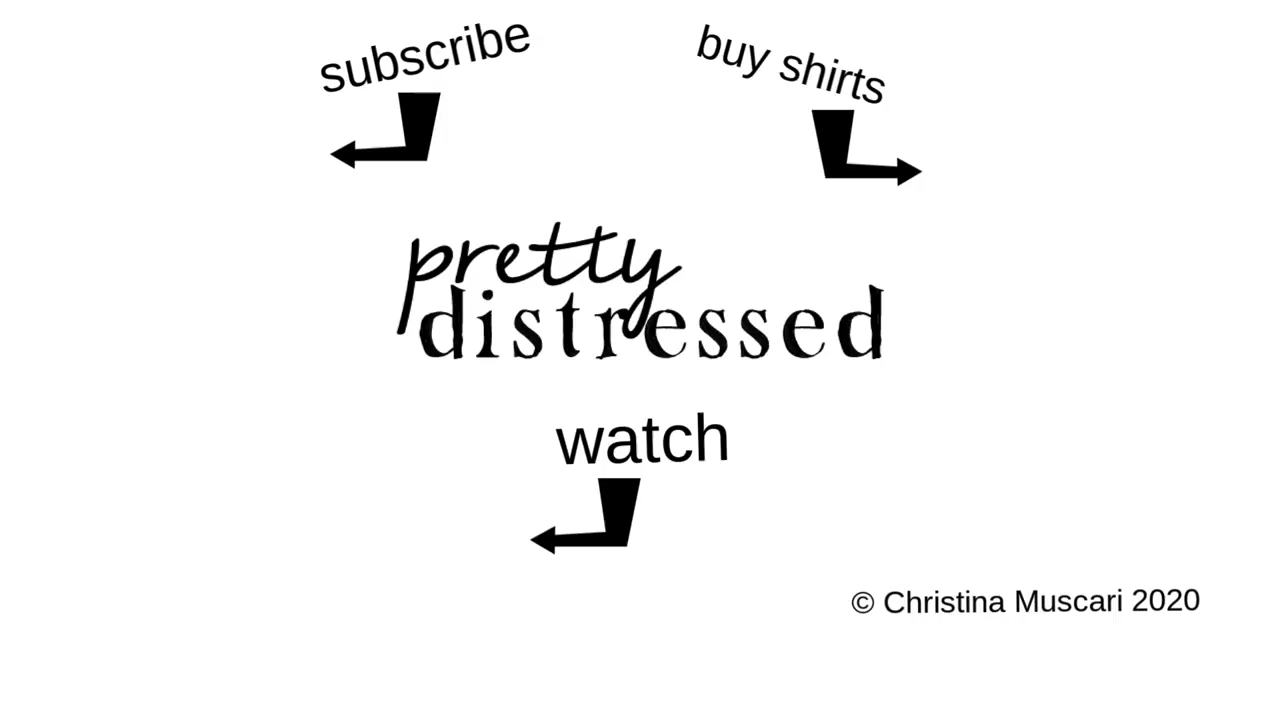 subscribe
buy shirts
pretty
distressed
watch
© Christina Muscari 2020